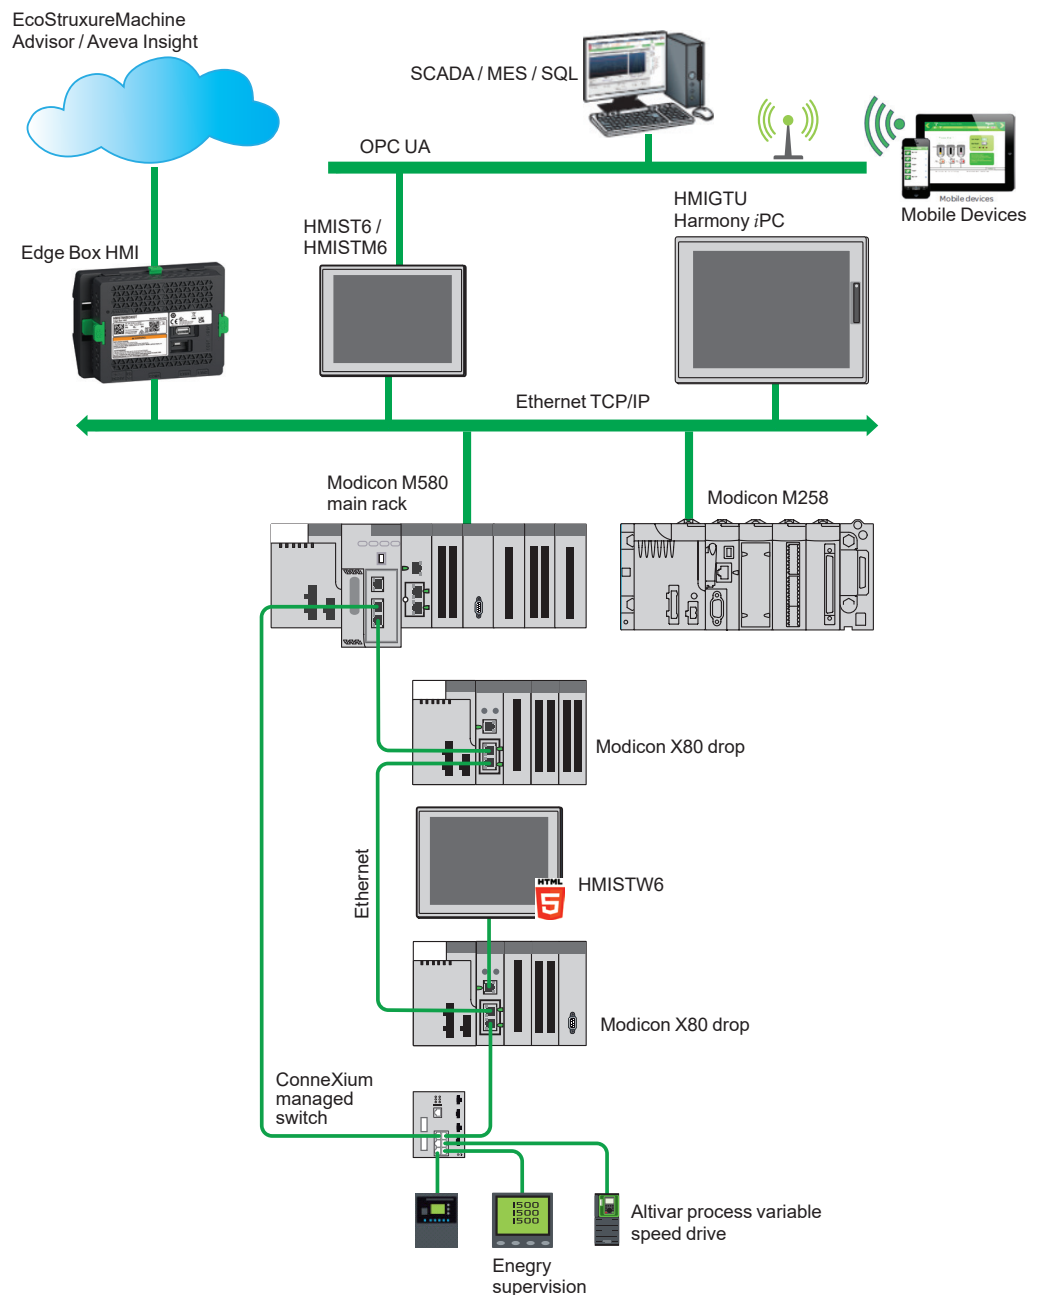 EcoStruxureMachine
Advisor / Aveva Insight
SCADA / MES / SQL
OPC UA
Mobile devices
Mobile Devices
HMIGTU
Harmony iPC
HMIST6 /
HMISTM6
Edge Box HMI
Ethernet TCP/IP
Modicon M580
main rack
Modicon M258
Modicon X80 drop
Ethernet
HTML
5
HMISTW6
Modicon X80 drop
ConneXium
managed
switch
1500
1500
1500
Altivar process variable
speed drive
Enegry
supervision